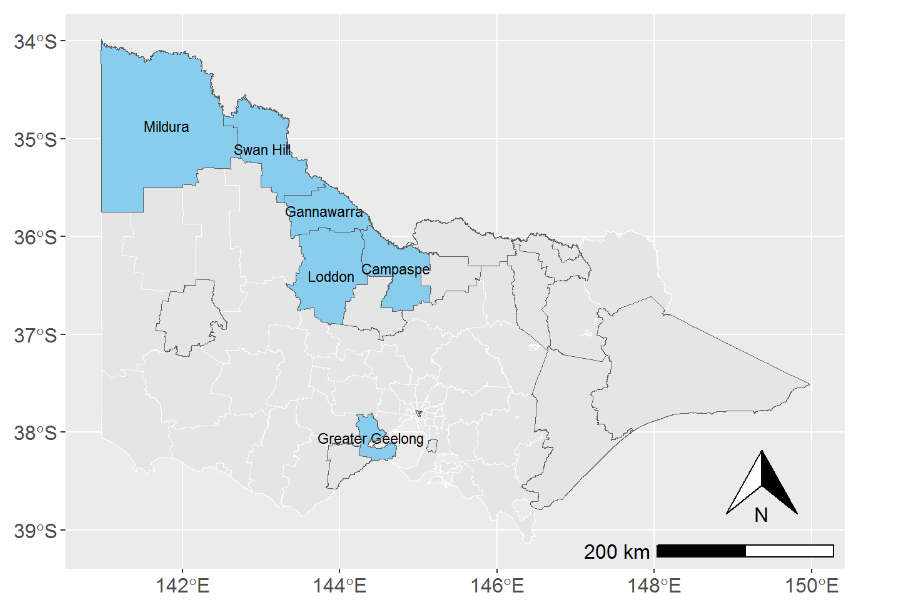 34°S
35°S
36°S
37°S
38°S
39°S
Mildura
Swan Hill
Gannawarra
Campaspe
Loddon
Greater Geelong
N
200 km
142°E
144°E
146°E
148°E
150°E